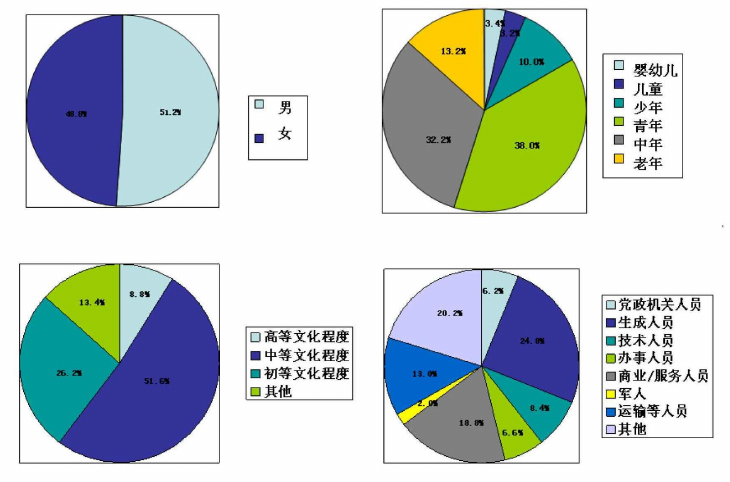 51.2%
48.8%
男
女
3.4%
3.2%
10.0%
38.0%
32.2%
13.2%
婴幼儿
儿童
少年
青年
中年
老年
8.8%
51.6%
26.2%
13.4%
高等文化程度
中等文化程度
初等文化程度
其他
6.2%
24.8%
8.4%
6.6%
18.8%
2.0%
13.0%
20.2%
党政机关人员
生成人员
技术人员
办事人员
商业/服务人员
军人
运输等人员
其他